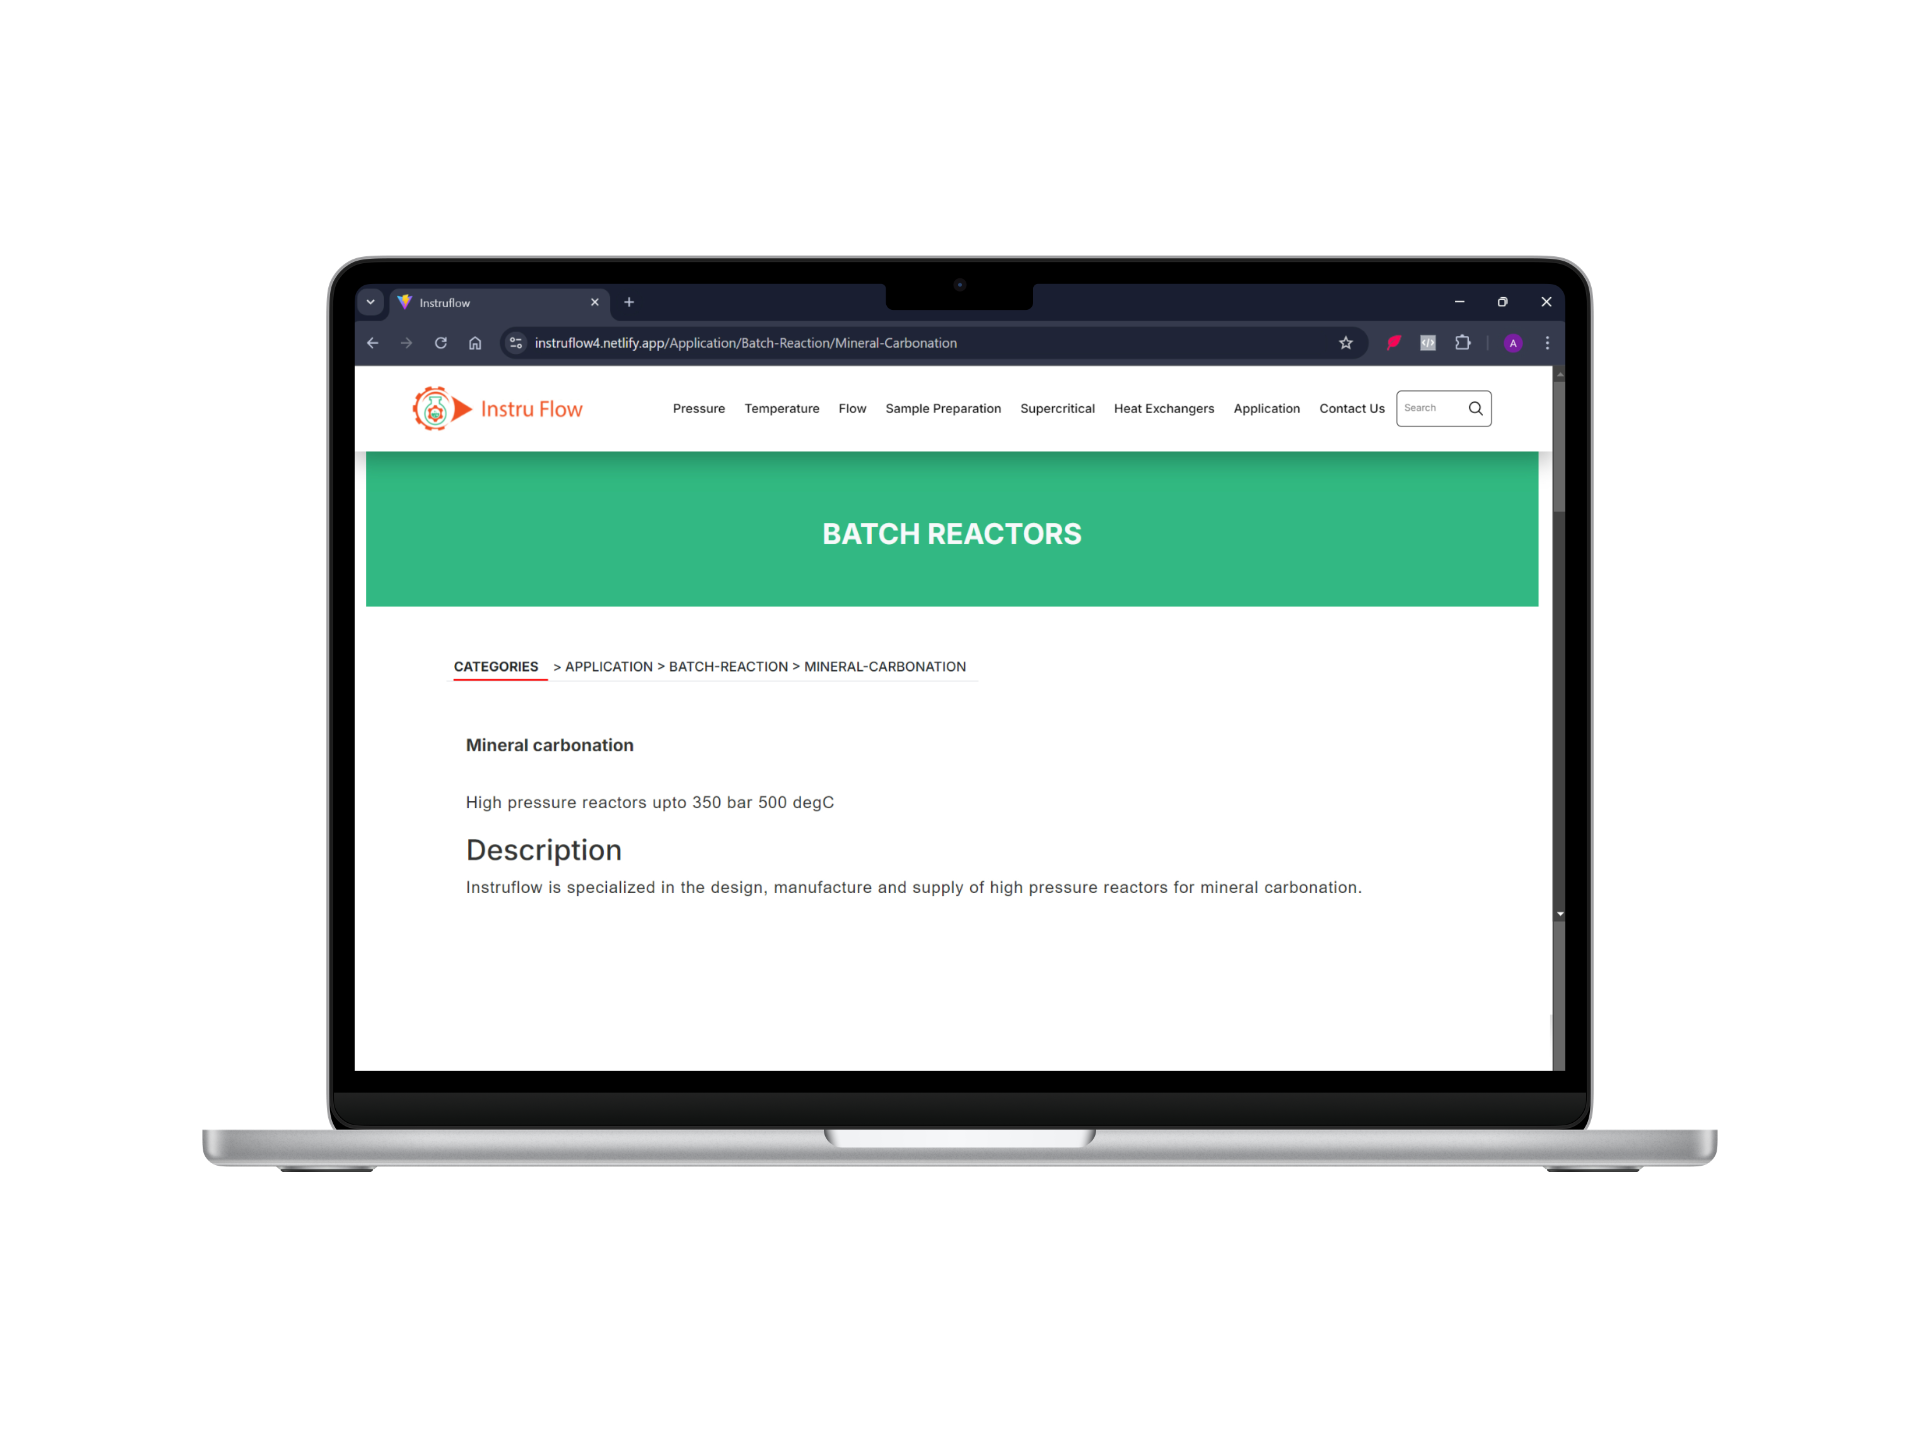 Instruflow
instruflow4.netlify.app/Application/Batch-Reaction/Mineral-Carbonation
A
Instru Flow
Pressure Temperature Flow Sample Preparation Supercritical Heat Exchangers Application Contact Us Search
BATCH REACTORS
CATEGORIES > APPLICATION > BATCH-REACTION > MINERAL-CARBONATION
Mineral carbonation
High pressure reactors upto 350 bar 500 degC
Description
Instruflow is specialized in the design, manufacture and supply of high pressure reactors for mineral carbonation.